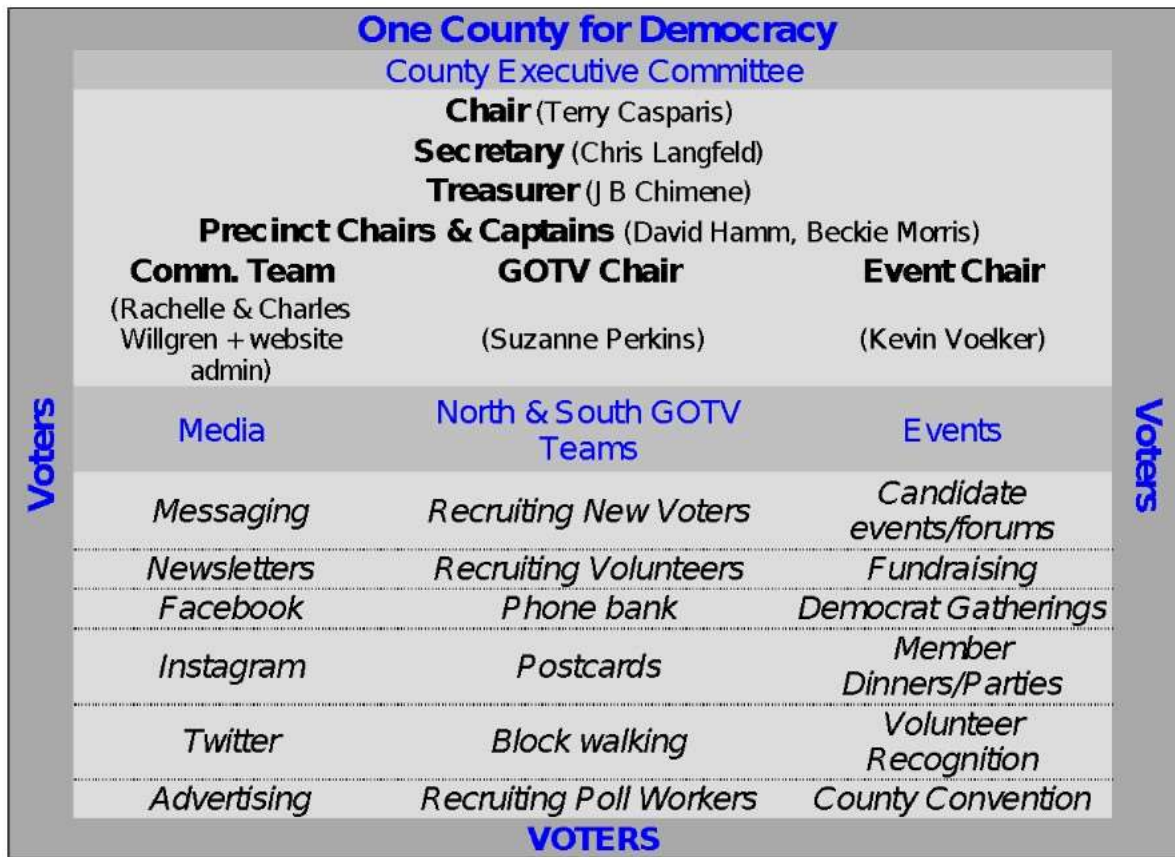 One County for Democracy
County Executive Committee
Chair (Terry Casparis)
Secretary (Chris Langfeld)
Treasurer (J B Chimene)
Precinct Chairs & Captains (David Hamm, Beckie Morris)
Comm. Team GOTV Chair Event Chair
(Rachelle & Charles
Willgren + website
admin)
(Suzanne Perkins)
(Kevin Voelker)
Voters
Voters
Media
North & South GOTV
Teams
Events
Messaging
Recruiting New Voters
Candidate
events/forums
Newsletters
Recruiting Volunteers
Fundraising
Facebook
Phone bank
Democrat Gatherings
Instagram
Postcards
Member
Dinners/Parties
Twitter
Block walking
Volunteer
Recognition
Advertising
Recruiting Poll Workers
County Convention
VOTERS